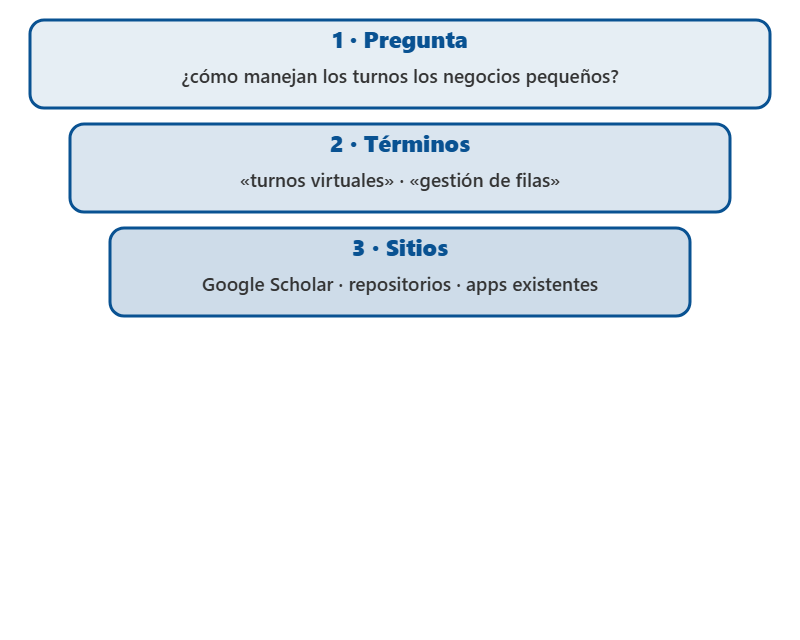 1 · Pregunta
¿cómo manejan los turnos los negocios pequeños?
2 · Términos
«turnos virtuales» · «gestión de filas»
3 · Sitios
Google Scholar · repositorios · apps existentes